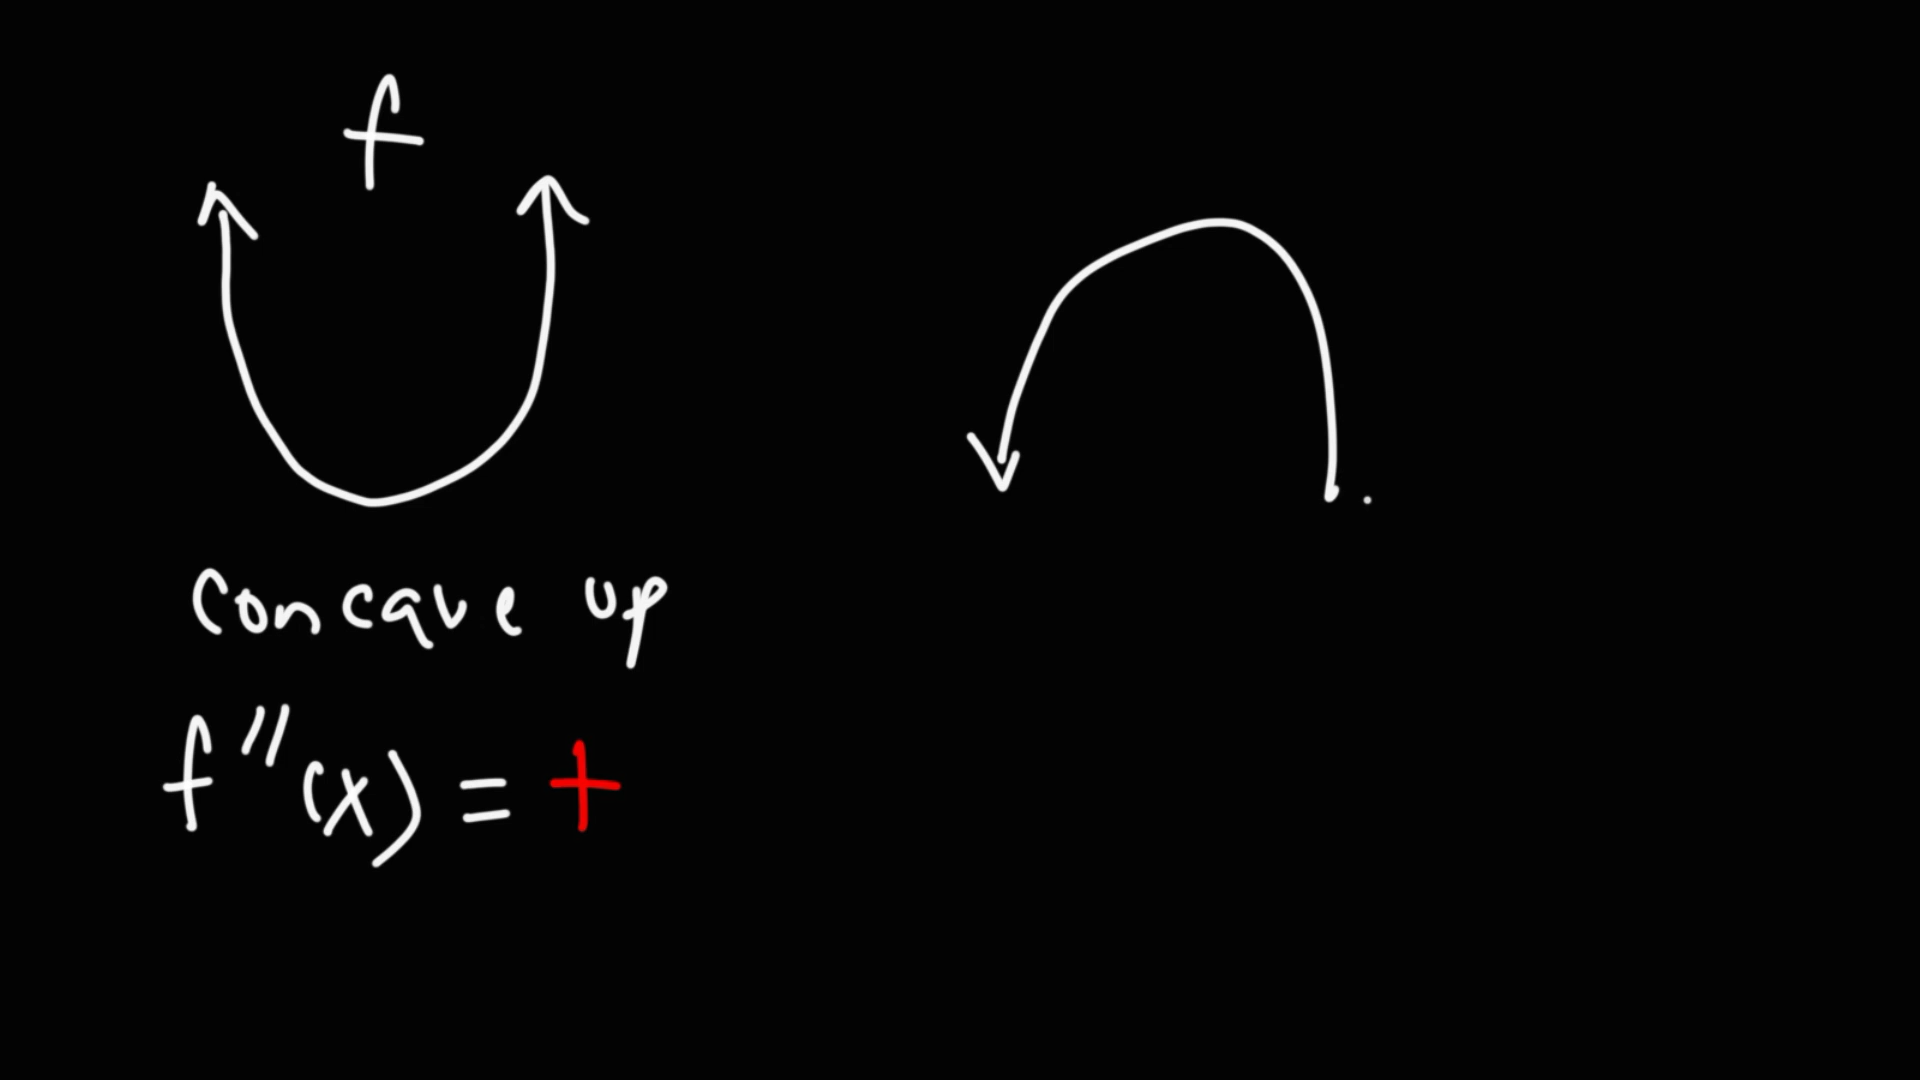 f
concave up
f''(x) = +